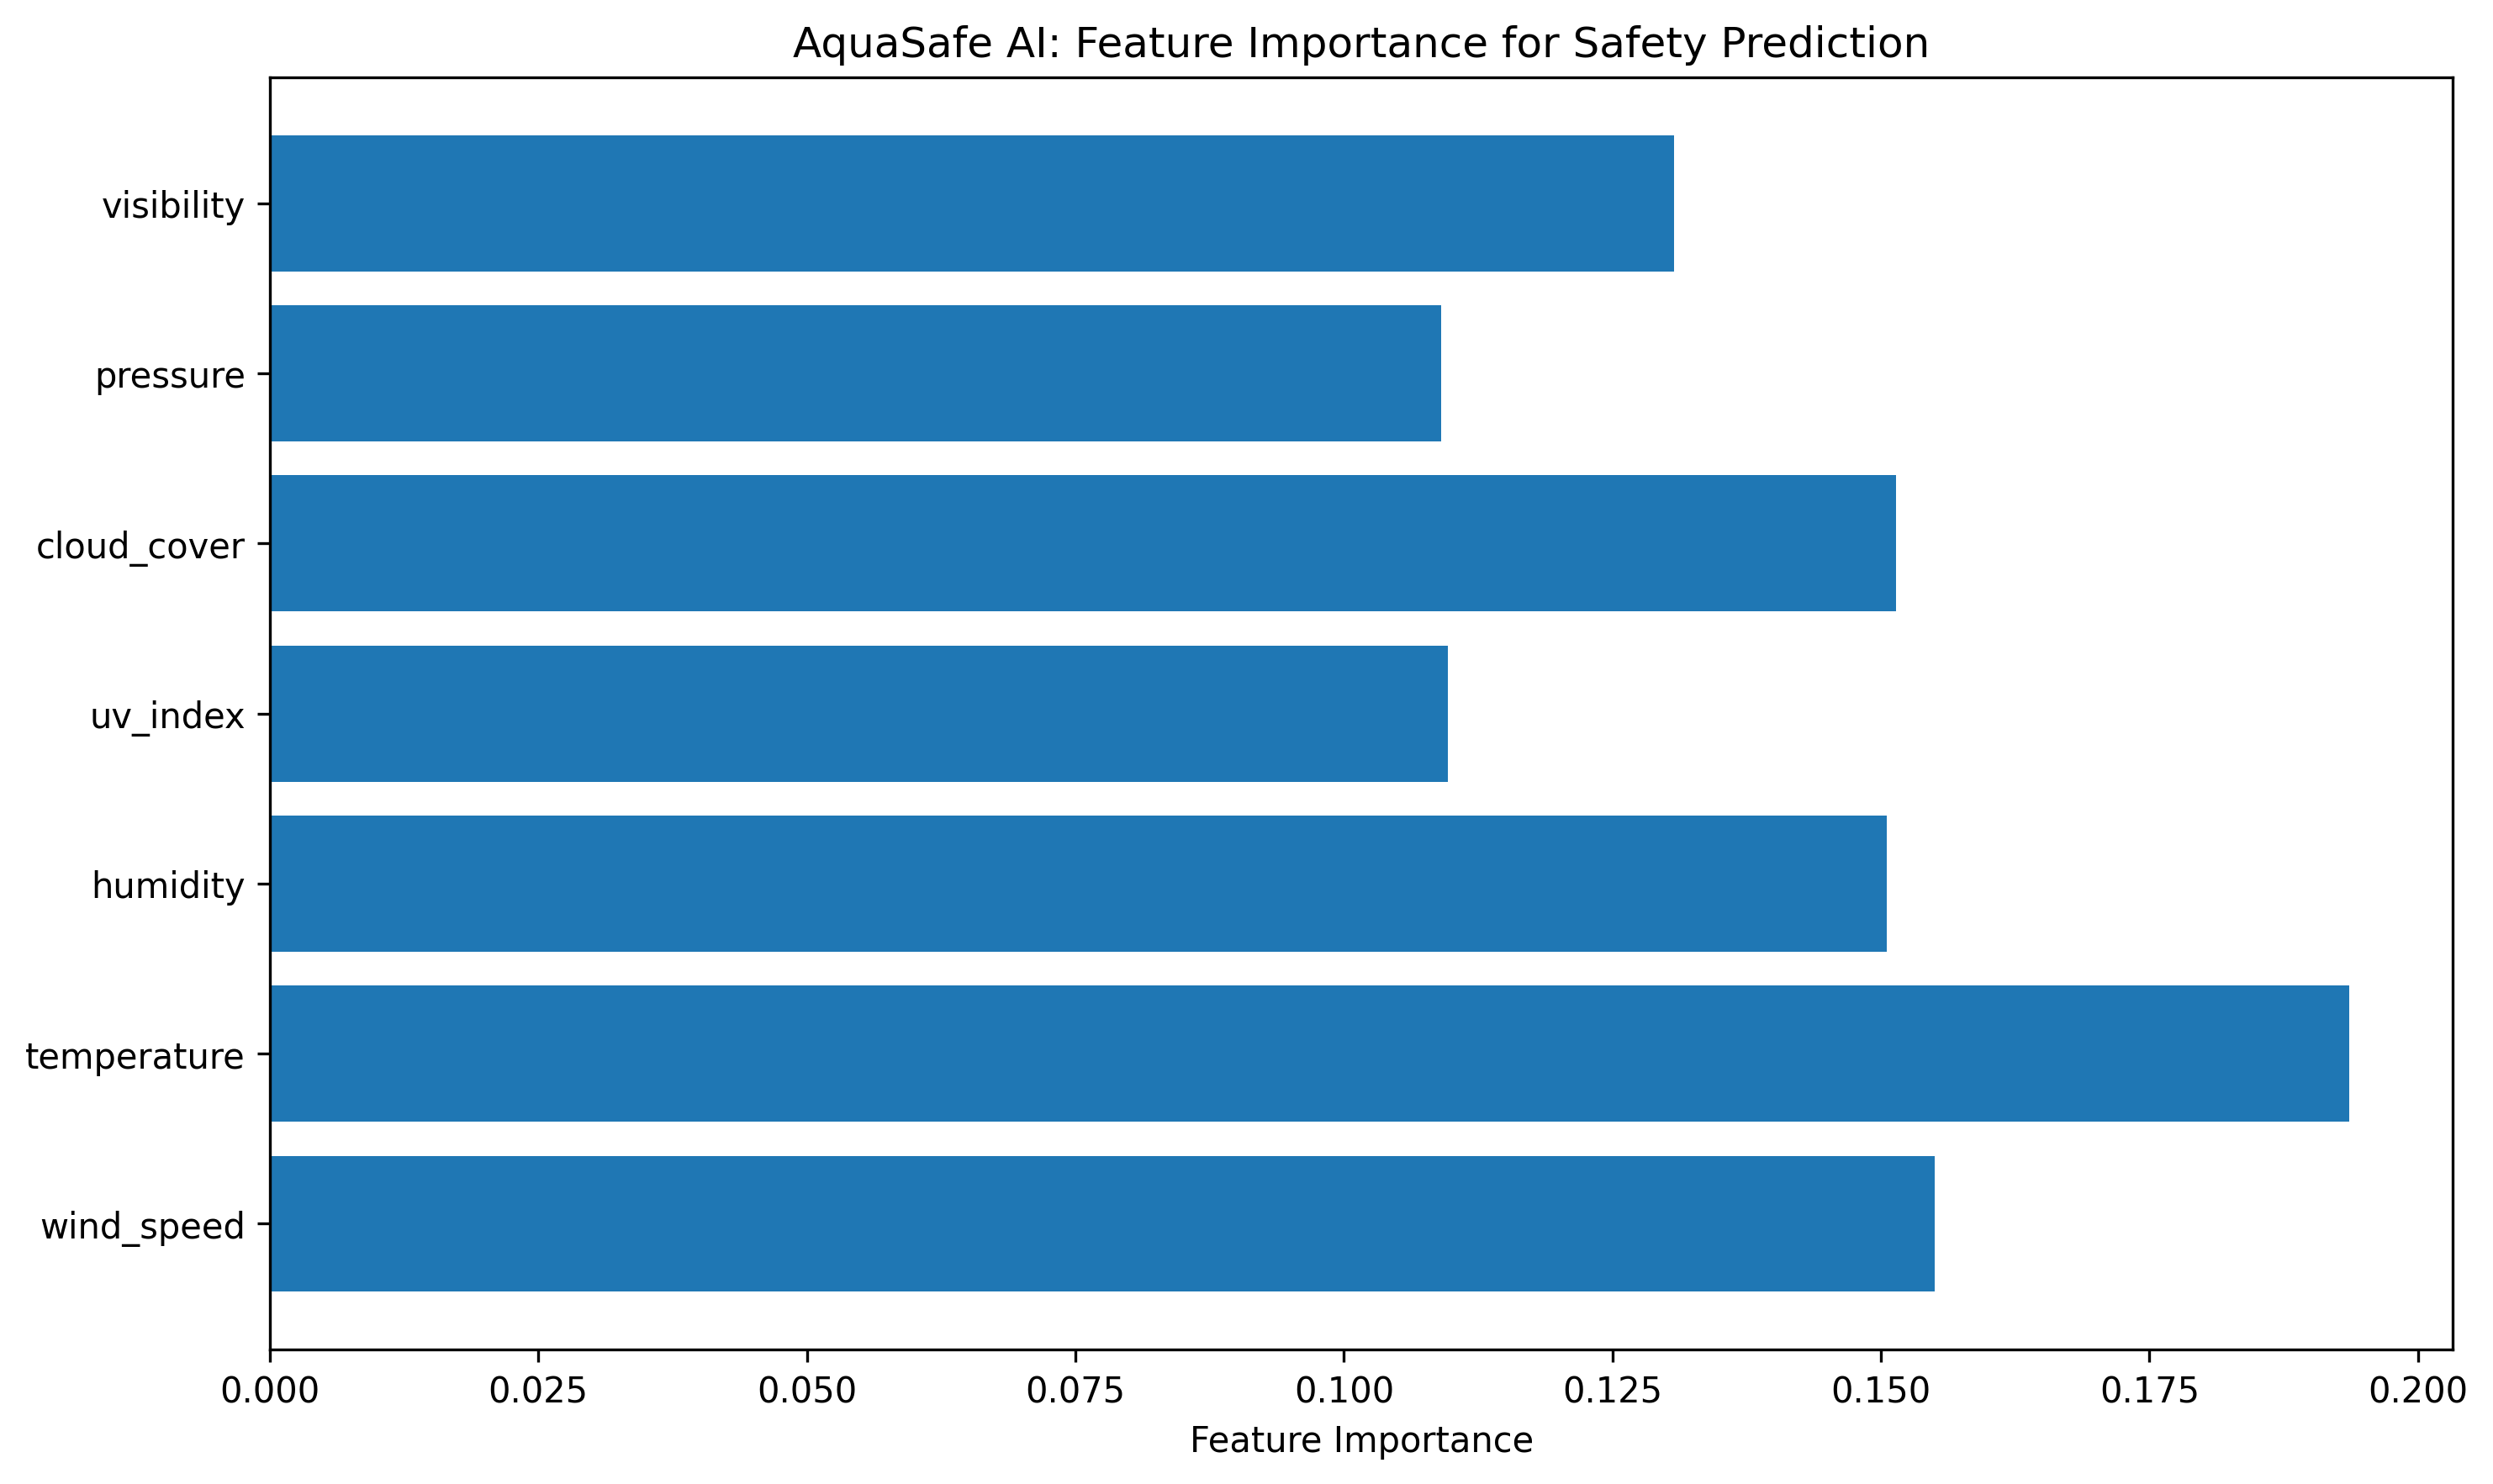 AquaSafe AI: Feature Importance for Safety Prediction
visibility
pressure
cloud_cover
uv_index
humidity
temperature
wind_speed
0.000 0.025 0.050 0.075 0.100 0.125 0.150 0.175 0.200
Feature Importance